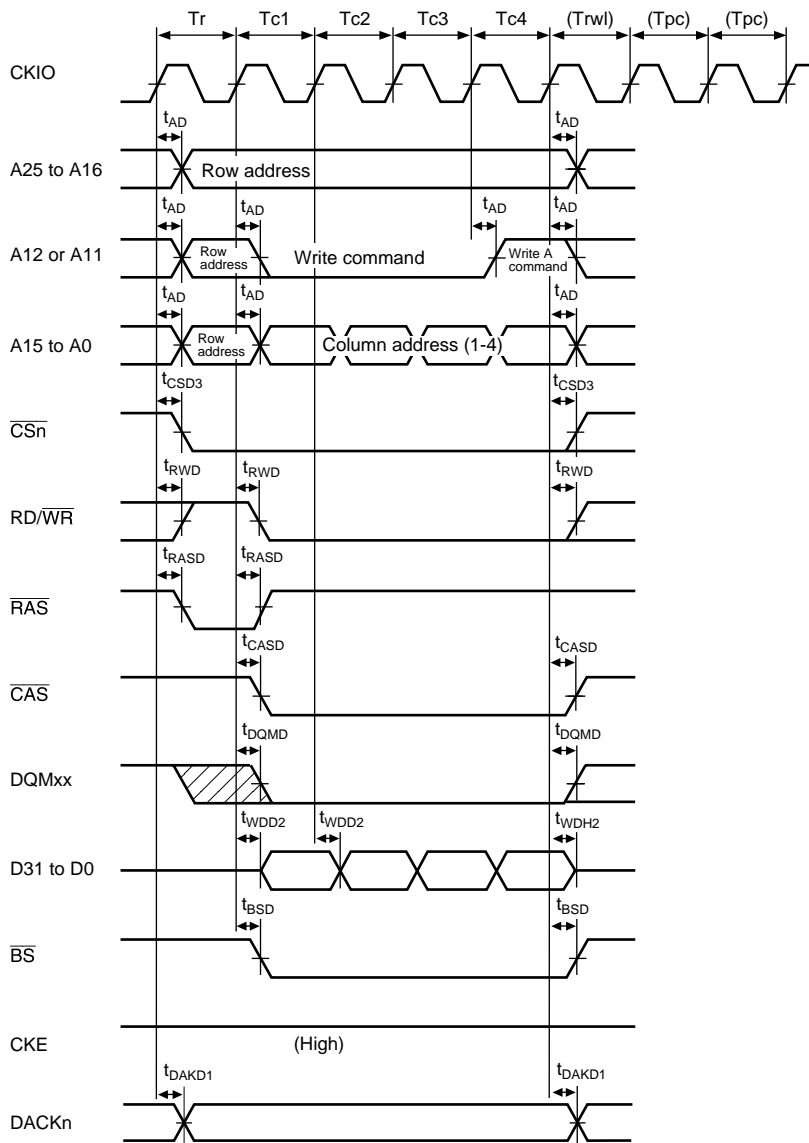 Tr Tc1 Tc2 Tc3 Tc4 (Trwl) (Tpc) (Tpc)
CKIO
tAD tAD
A25 to A16 Row address
tAD tAD tAD tAD
A12 or A11 Row address Write command Write A command
tAD tAD tAD
A15 to A0 Row address Column address (1-4)
tCSD3 tCSD3
CSn
tRWD tRWD tRWD
RD/WR
tRASD tRASD
RAS
tCASD tCASD
CAS
tDQMD tDQMD
DQMxx
tWDD2 tWDD2 tWDH2
D31 to D0
tBSD tBSD
BS
CKE (High)
tDAKD1 tDAKD1
DACKn